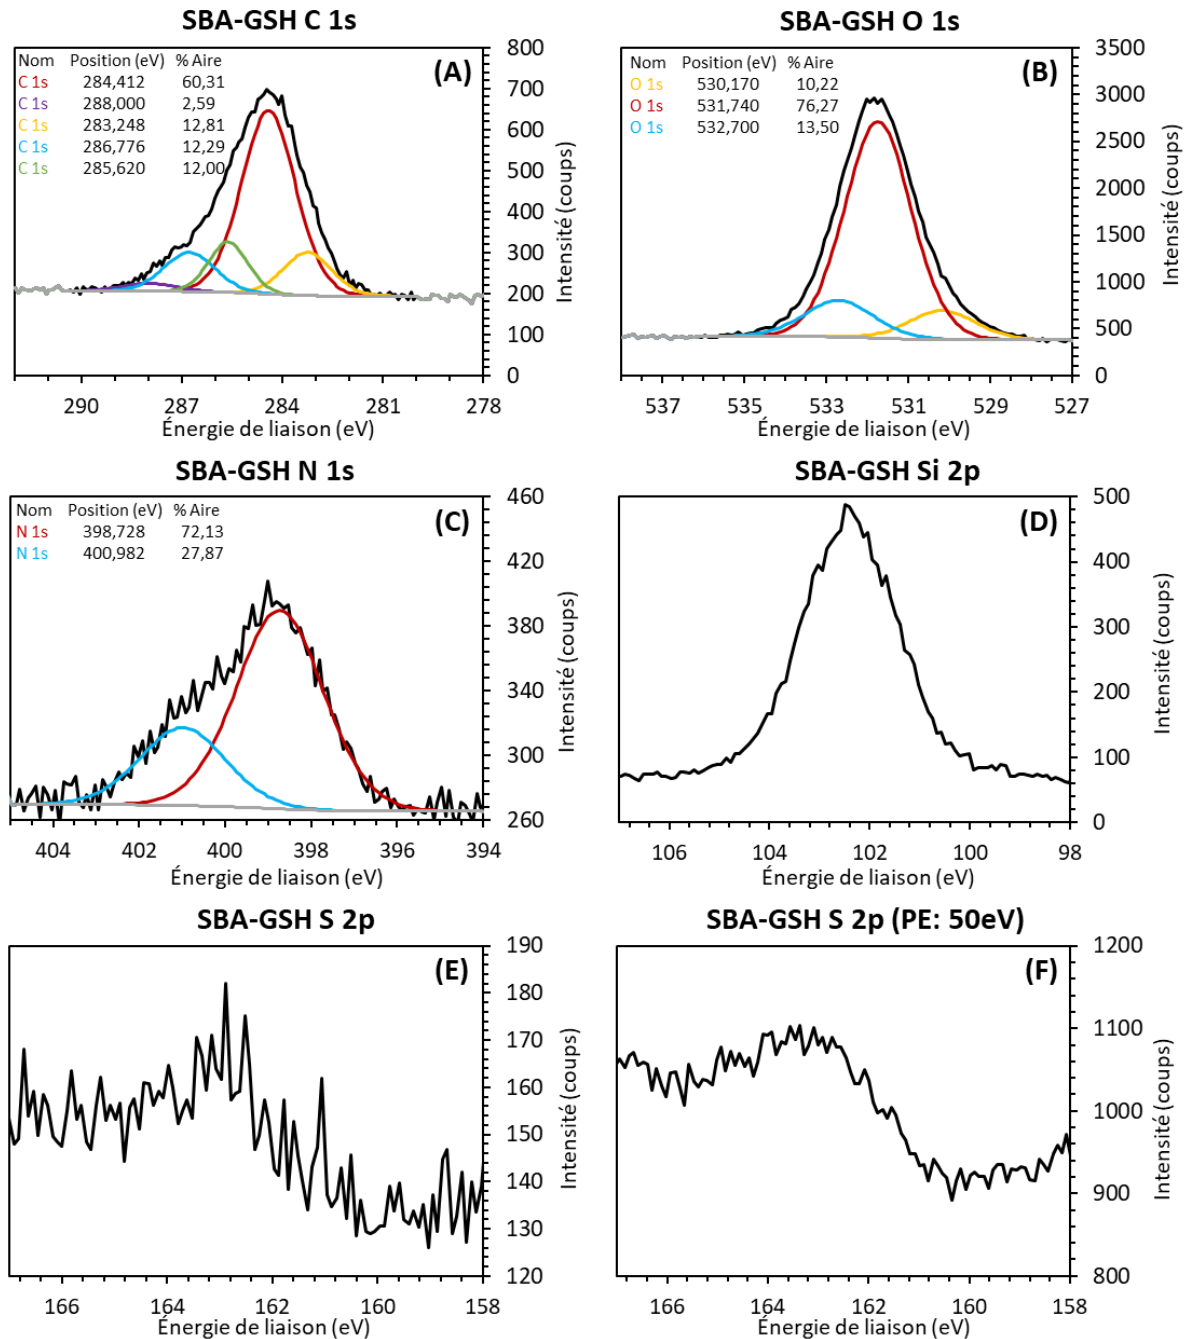 SBA-GSH C 1s
(A)
Nom Position (eV) % Aire
C 1s 284,412 60,31
C 1s 288,000 2,59
C 1s 283,248 12,81
C 1s 286,776 12,29
C 1s 285,620 12,00
800
700
600
500
400
300
200
100
0
Intensité (coups)
290 287 284 281 278
Énergie de liaison (eV)
SBA-GSH O 1s
(B)
Nom Position (eV) % Aire
O 1s 530,170 10,22
O 1s 531,740 76,27
O 1s 532,700 13,50
3500
3000
2500
2000
1500
1000
500
0
Intensité (coups)
537 535 533 531 529 527
Énergie de liaison (eV)
SBA-GSH N 1s
(C)
Nom Position (eV) % Aire
N 1s 398,728 72,13
N 1s 400,982 27,87
460
420
380
340
300
260
Intensité (coups)
404 402 400 398 396 394
Énergie de liaison (eV)
SBA-GSH Si 2p
(D)
500
400
300
200
100
0
Intensité (coups)
106 104 102 100 98
Énergie de liaison (eV)
SBA-GSH S 2p
(E)
190
180
170
160
150
140
130
120
Intensité (coups)
166 164 162 160 158
Énergie de liaison (eV)
SBA-GSH S 2p (PE: 50eV)
(F)
1200
1100
1000
900
800
Intensité (coups)
166 164 162 160 158
Énergie de liaison (eV)